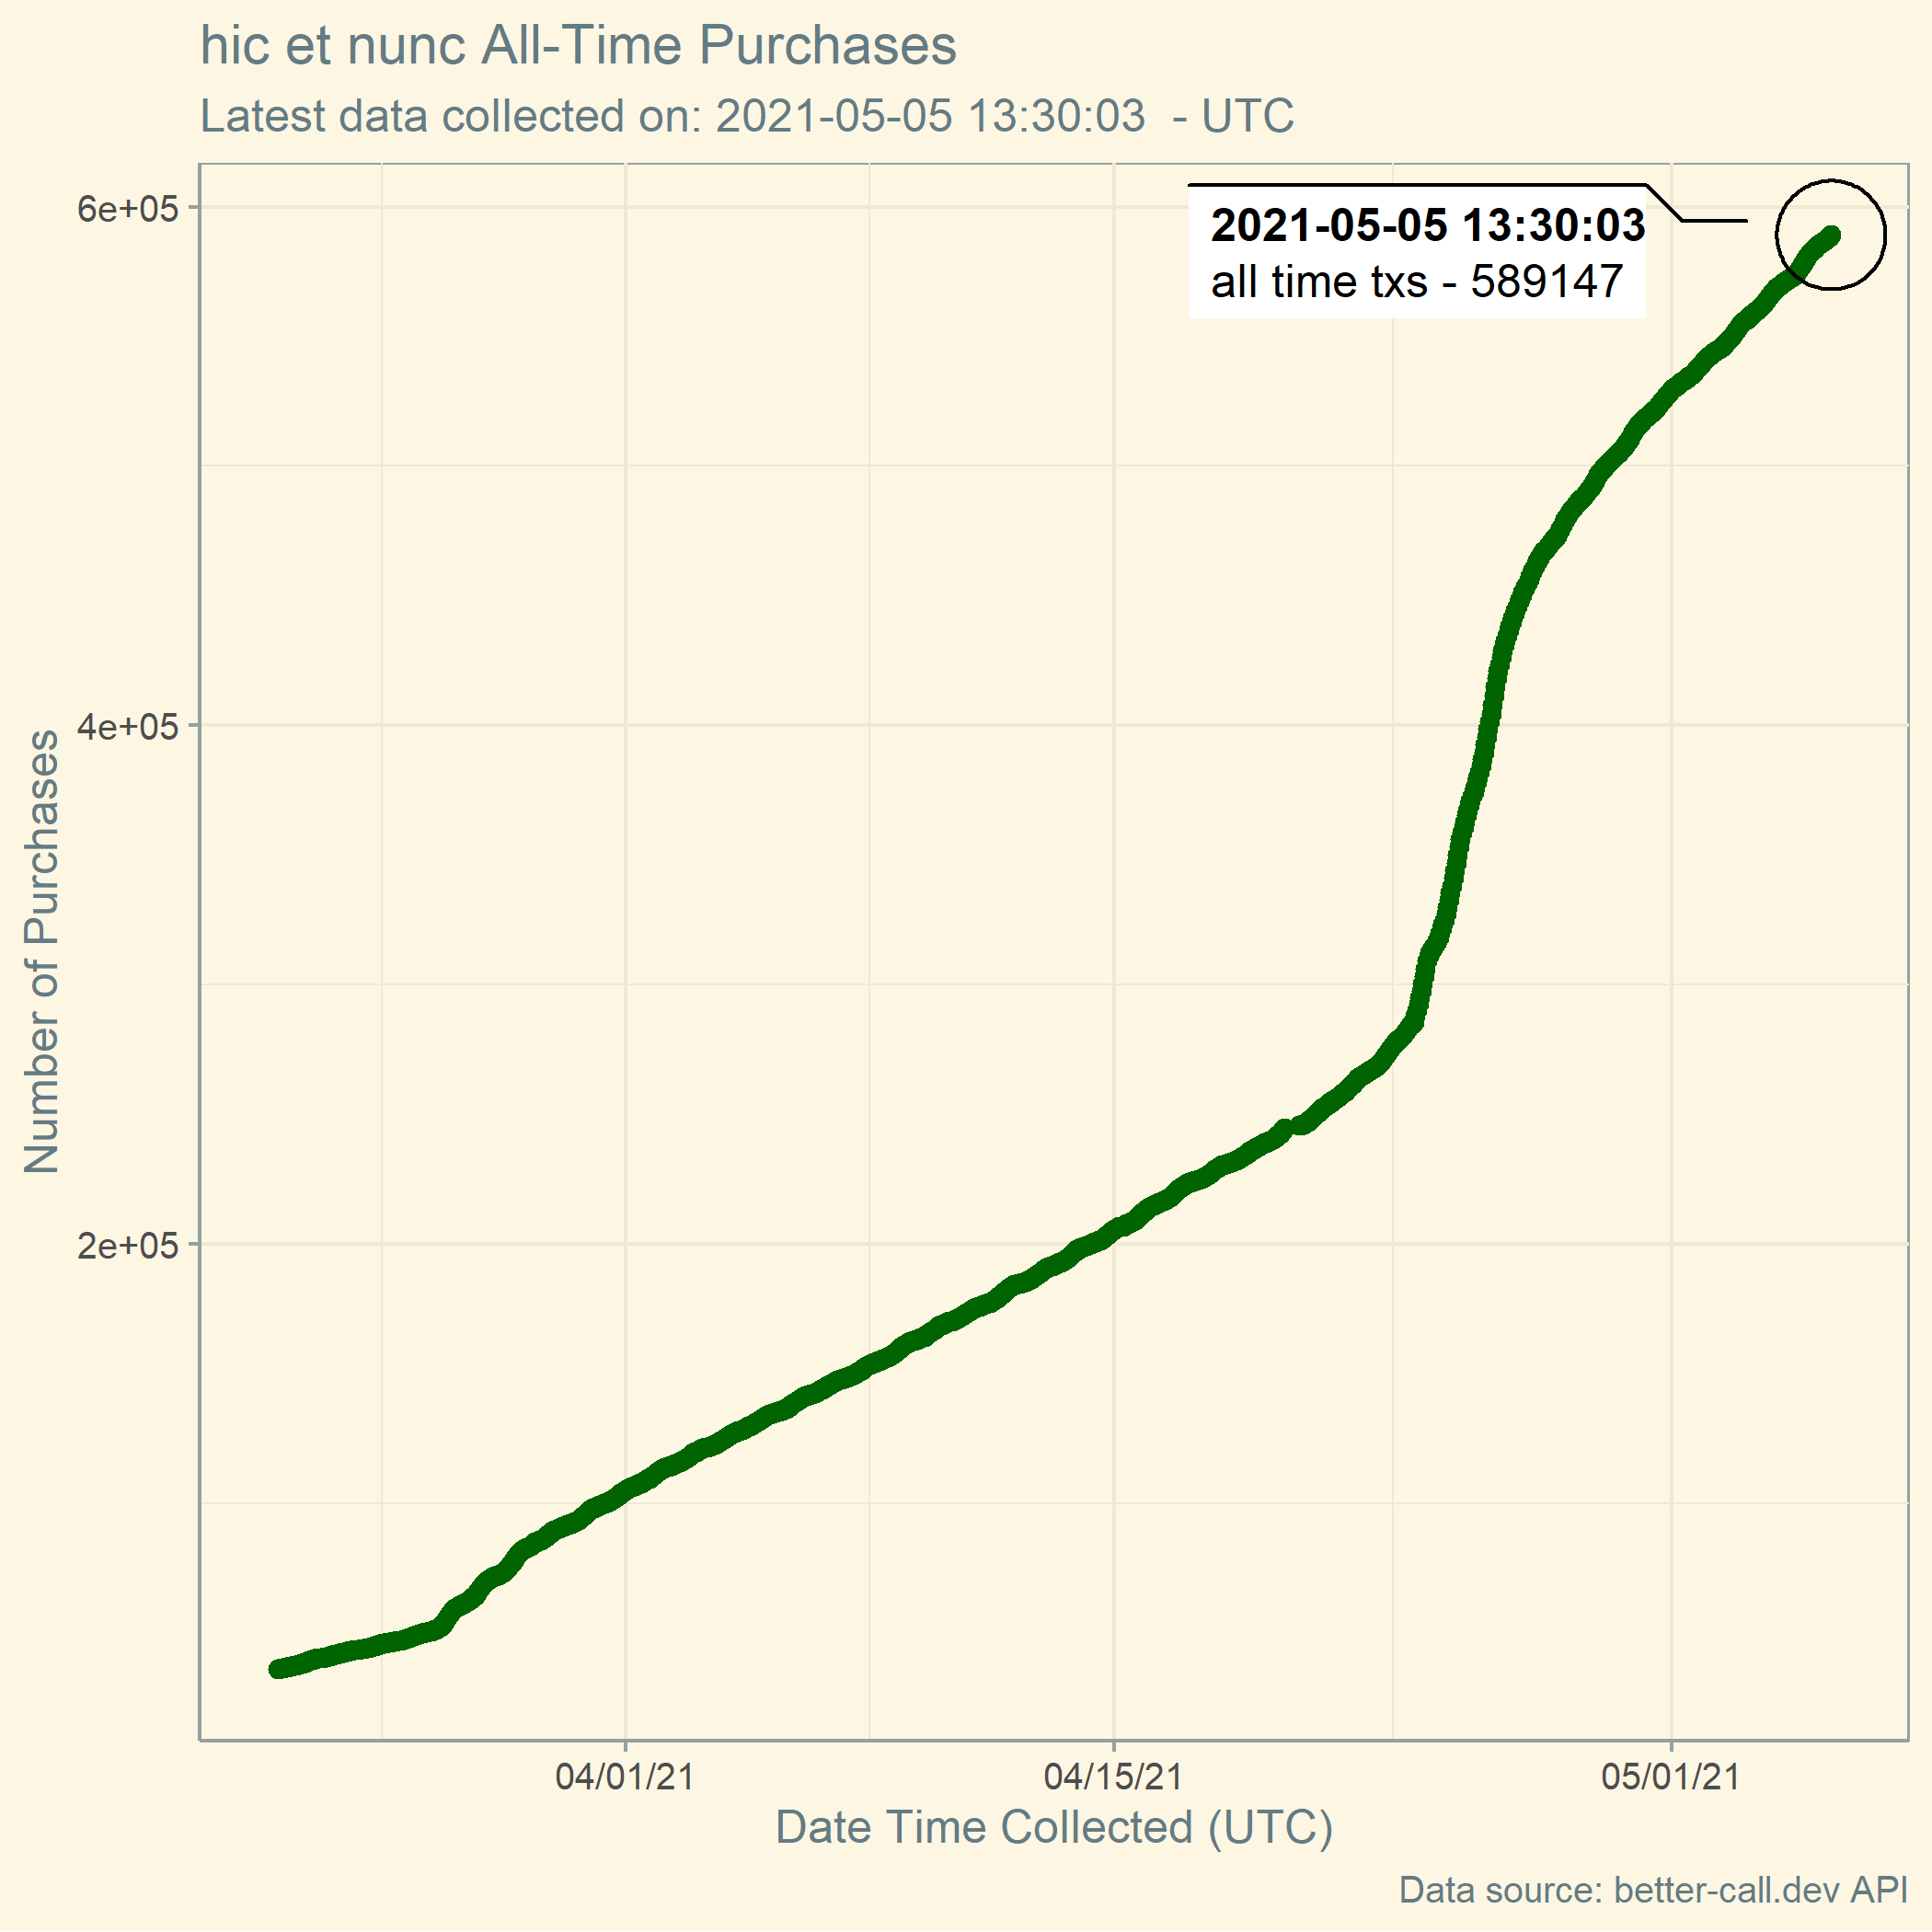 hic et nunc All-Time Purchases
Latest data collected on: 2021-05-05 13:30:03  - UTC
6e+05
4e+05
2e+05
Number of Purchases
2021-05-05 13:30:03
all time txs - 589147
04/01/21
04/15/21
05/01/21
Date Time Collected (UTC)
Data source: better-call.dev API